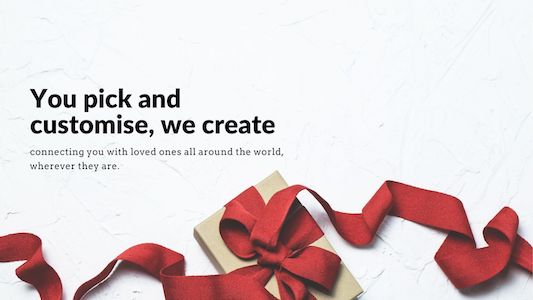 You pick and
customise, we create
connecting you with loved ones all around the world,
wherever they are.